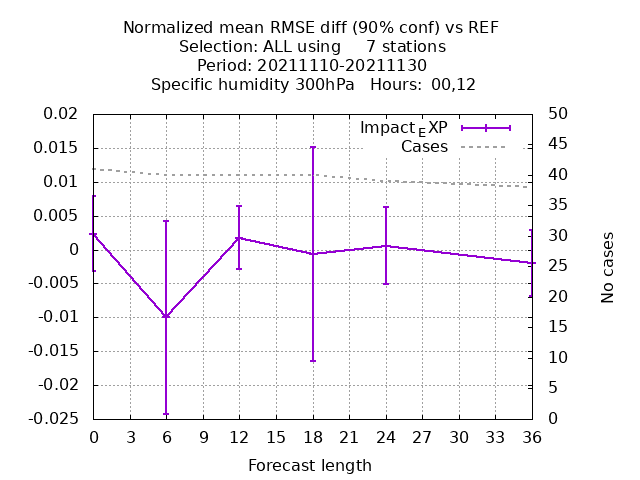 Normalized mean RMSE diff (90% conf) vs REF
Selection: ALL using     7 stations
Period: 20211110-20211130
Specific humidity 300hPa   Hours: 00,12
Impact_EXP
Cases
0.02
0.015
0.01
0.005
0
-0.005
-0.01
-0.015
-0.02
-0.025
50
45
40
35
30
25
20
15
10
5
0
No cases
0 3 6 9 12 15 18 21 24 27 30 33 36
Forecast length